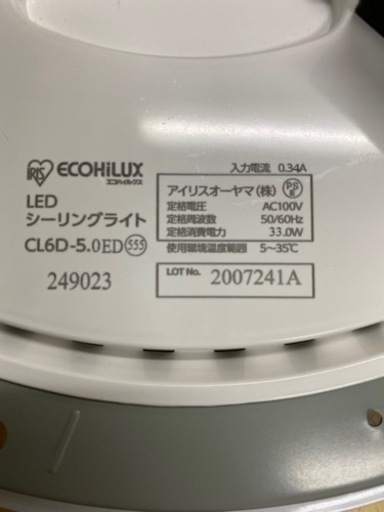 IRIS ECOHiLUX
エコハイルクス
LED
シーリングライト
CL6D-5.0ED 555
249023
入力電流 0.34A
アイリスオーヤマ(株) PSE
定格電圧 AC100V
定格周波数 50/60Hz
定格消費電力 33.0W
使用環境温度範囲 5～35℃
LOT No. 2007241A